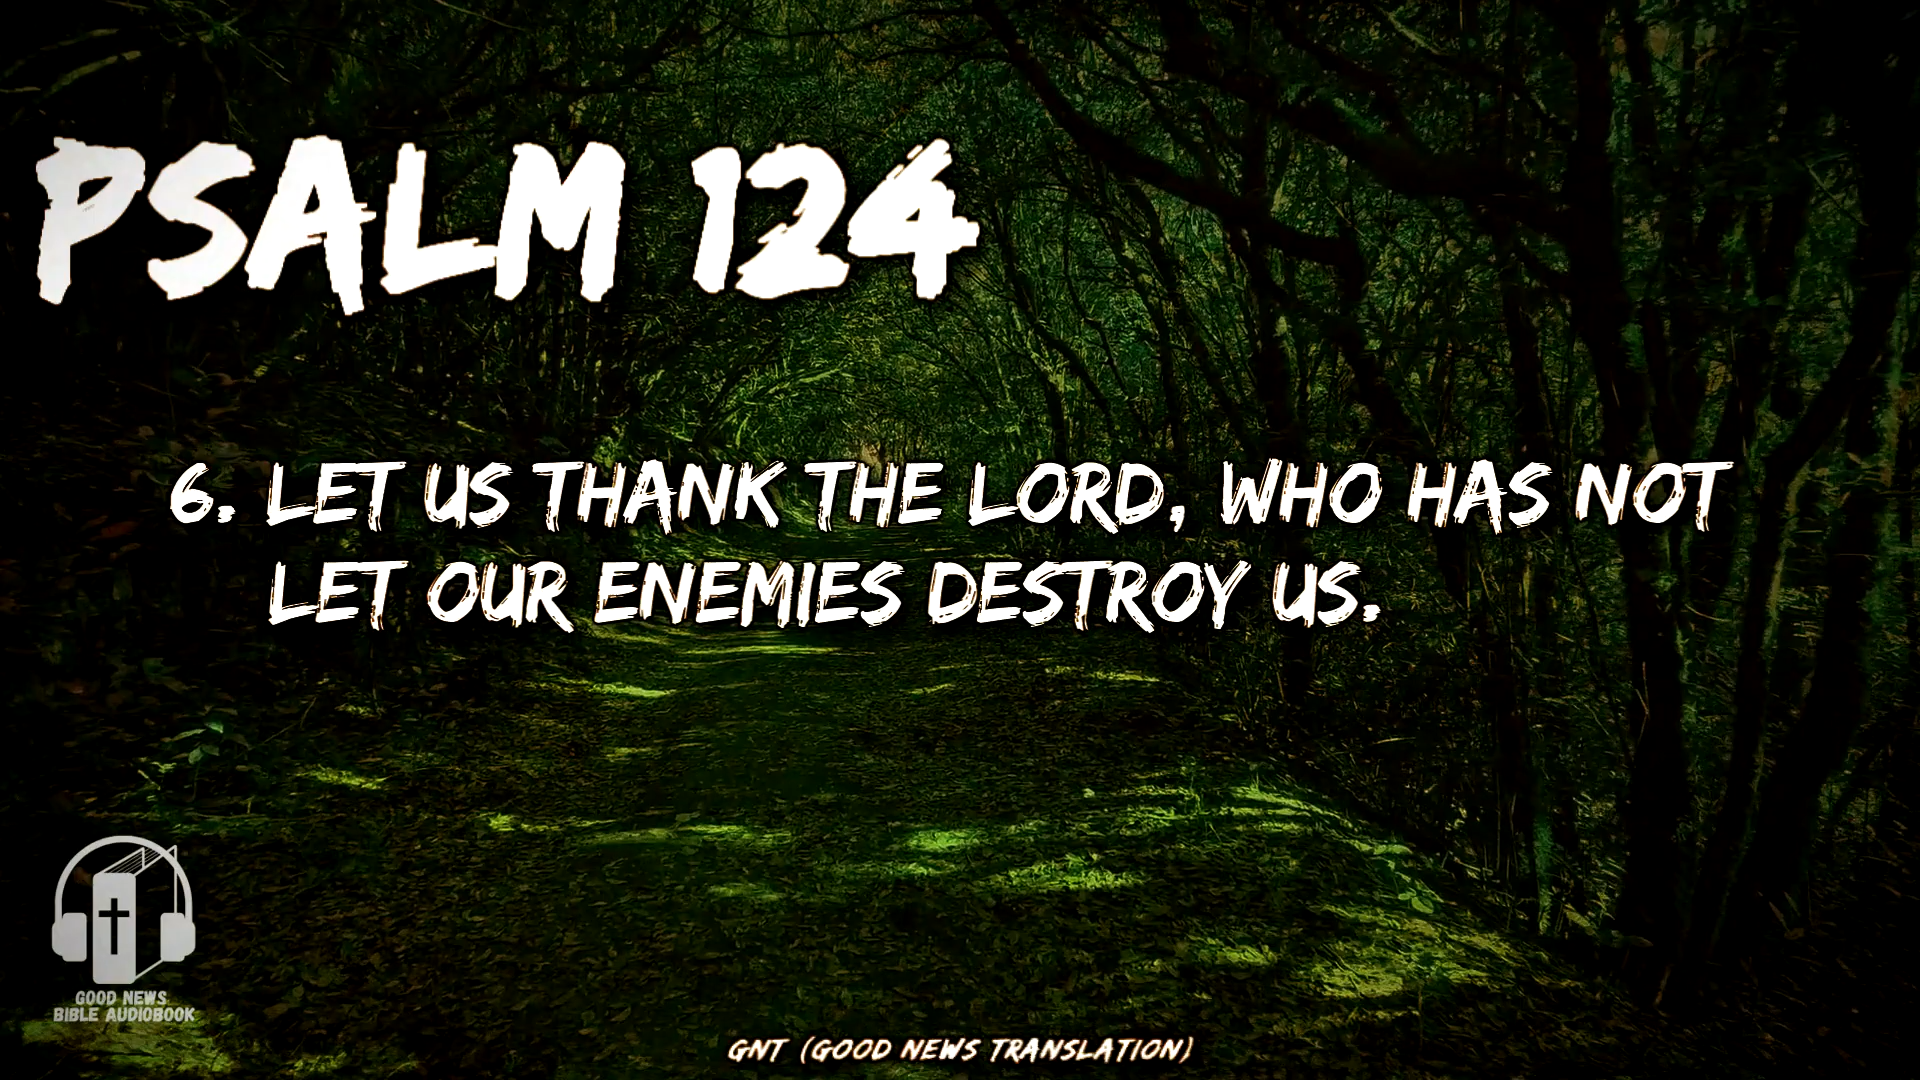 PSALM 124
6. LET US THANK THE LORD, WHO HAS NOT
LET OUR ENEMIES DESTROY US.
GOOD NEWS
BIBLE AUDIOBOOK
GNT (GOOD NEWS TRANSLATION)